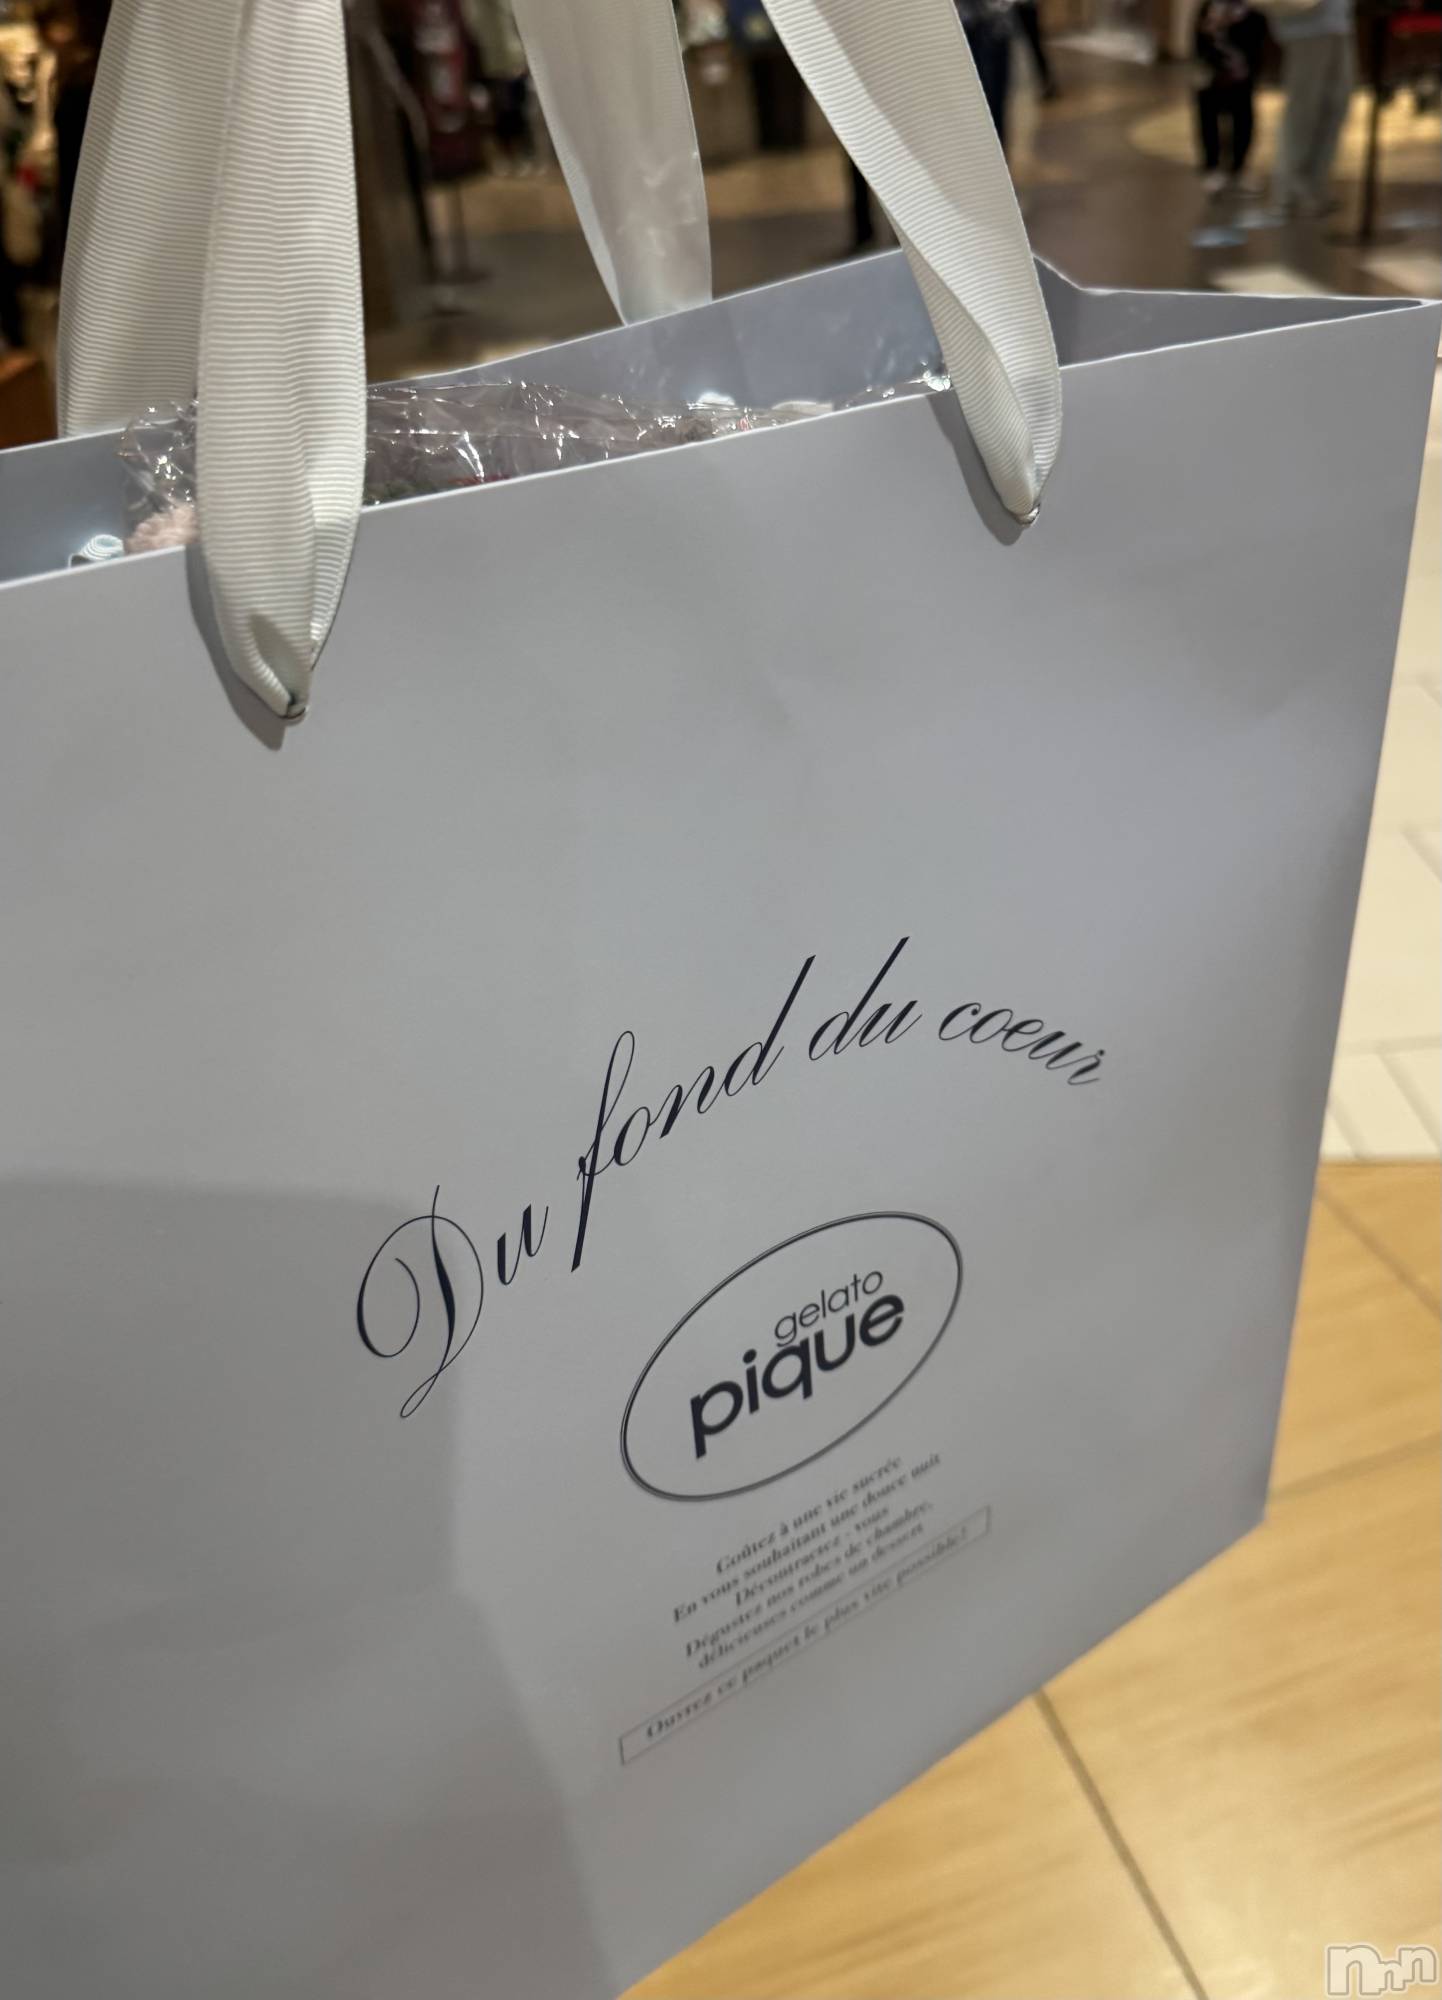 Du fond du coeur
gelato
pique
Goûtez à une vie sucrée
En vous souhaitant une douce nuit
Décontractez-vous
Dégustez nos robes de chambre,
délicieuses comme un dessert
Ouvrez ce paquet le plus vite possible!
nnn